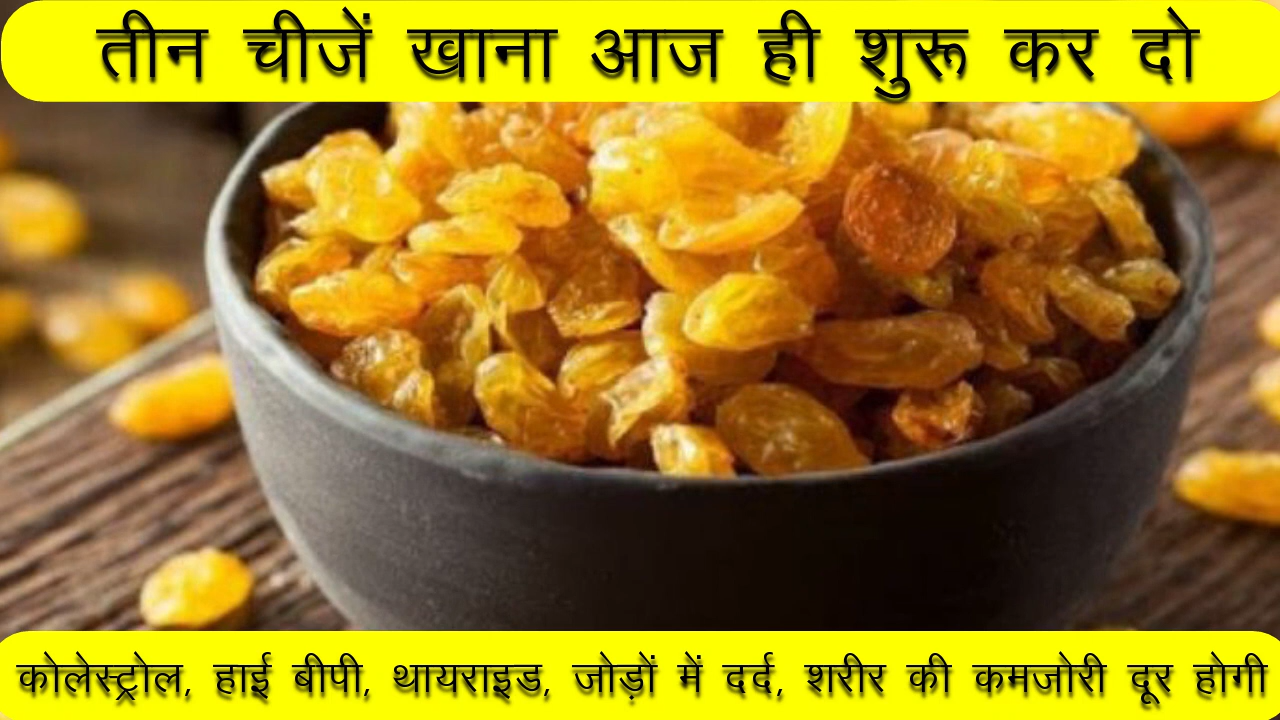 तीन चीजें खाना आज ही शुरू कर दो
कोलेस्ट्रोल, हाई बीपी, थायराइड, जोड़ों में दर्द, शरीर की कमजोरी दूर होगी